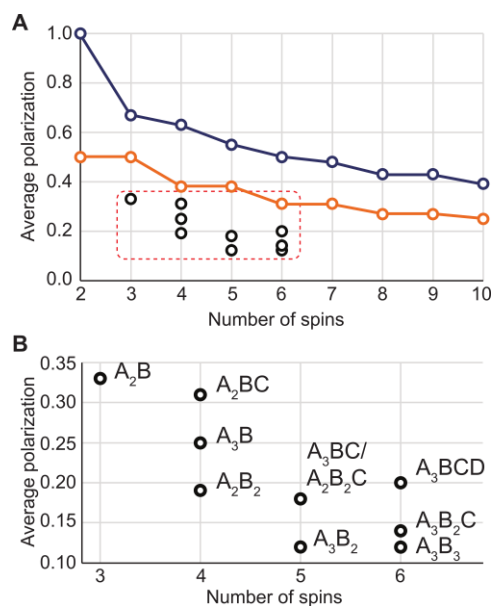 A
1.0
0.8
0.6
0.4
0.2
0.0
Average polarization
2 3 4 5 6 7 8 9 10
Number of spins
B
0.35
0.30
0.25
0.20
0.15
0.10
Average polarization
A₂B
A₂BC
A₃B
A₂B₂
A₃BC/
A₂B₂C
A₃B₂
A₃BCD
A₃B₂C
A₃B₃
3 4 5 6
Number of spins